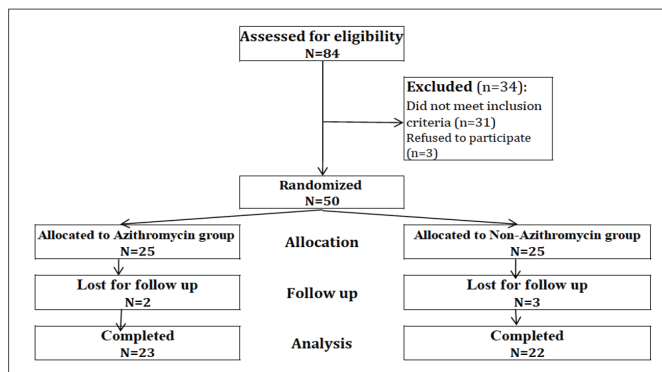 Assessed for eligibility
N=84
Excluded (n=34):
Did not meet inclusion
criteria (n=31)
Refused to participate
(n=3)
Randomized
N=50
Allocated to Azithromycin group
N=25
Allocation
Allocated to Non-Azithromycin group
N=25
Lost for follow up
N=2
Follow up
Lost for follow up
N=3
Completed
N=23
Analysis
Completed
N=22